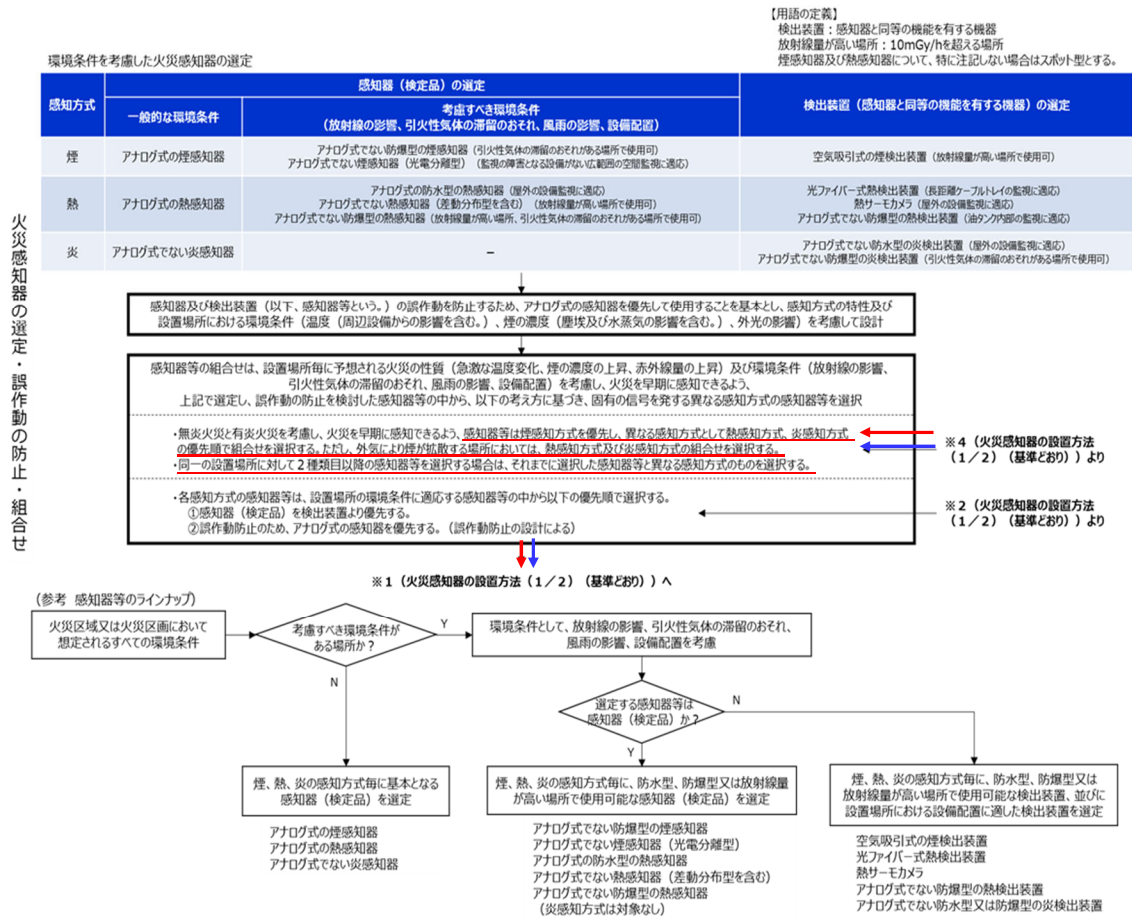 【用語の定義】
検出装置：感知器と同等の機能を有する機器
放射線量が高い場所：10mGy/hを超える場所
煙感知器及び熱感知器について、特に注記しない場合はスポット型とする。
環境条件を考慮した火災感知器の選定
感知方式
感知器（検定品）の選定
検出装置（感知器と同等の機能を有する機器）の選定
一般的な環境条件
考慮すべき環境条件
（放射線の影響、引火性気体の滞留のおそれ、風雨の影響、設備配置）
煙
アナログ式の煙感知器
アナログ式でない防爆型の煙感知器（引火性気体の滞留のおそれがある場所で使用可）
アナログ式でない煙感知器（光電分離型）（監視の障害となる設備がない広範囲の空間監視に適応）
空気吸引式の煙検出装置（放射線量が高い場所で使用可）
熱
アナログ式の熱感知器
アナログ式の防水型の熱感知器（屋外の設備監視に適応）
アナログ式でない熱感知器（差動分布型を含む）（放射線量が高い場所で使用可）
アナログ式でない防爆型の熱感知器（放射線量が高い場所、引火性気体の滞留のおそれがある場所で使用可）
光ファイバー式熱検出装置（長距離ケーブルトレイの監視に適応）
熱サーモカメラ（屋外の設備監視に適応）
アナログ式でない防爆型の熱検出装置（油タンク内部の監視に適応）
炎
アナログ式でない炎感知器
－
アナログ式でない防水型の炎検出装置（屋外の設備監視に適応）
アナログ式でない防爆型の炎検出装置（引火性気体の滞留のおそれがある場所で使用可）
火災感知器の選定・誤作動の防止・組合せ
感知器及び検出装置（以下、感知器等という。）の誤作動を防止するため、アナログ式の感知器を優先して使用することを基本とし、感知方式の特性及び
設置場所における環境条件（温度（周辺設備からの影響を含む。）、煙の濃度（塵埃及び水蒸気の影響を含む。）、外光の影響）を考慮して設計
感知器等の組合せは、設置場所毎に予想される火災の性質（急激な温度変化、煙の濃度の上昇、赤外線量の上昇）及び環境条件（放射線の影響、
引火性気体の滞留のおそれ、風雨の影響、設備配置）を考慮し、火災を早期に感知できるよう、
上記で選定し、誤作動の防止を検討した感知器等の中から、以下の考え方に基づき、固有の信号を発する異なる感知方式の感知器等を選択
・無炎火災と有炎火災を考慮し、火災を早期に感知できるよう、感知器等は煙感知方式を優先し、異なる感知方式として熱感知方式、炎感知方式
の優先順で組合せを選択する。ただし、外気により煙が拡散する場所においては、熱感知方式及び炎感知方式の組合せを選択する。
・同一の設置場所に対して２種類目以降の感知器等を選択する場合は、それまでに選択した感知器等と異なる感知方式のものを選択する。
※４（火災感知器の設置方法
（１／２）（基準どおり））より
・各感知方式の感知器等は、設置場所の環境条件に適応する感知器等の中から以下の優先順で選択する。
①感知器（検定品）を検出装置より優先する。
②誤作動防止のため、アナログ式の感知器を優先する。（誤作動防止の設計による）
※２（火災感知器の設置方法
（１／２）（基準どおり））より
※１（火災感知器の設置方法（１／２）（基準どおり））へ
（参考 感知器等のラインナップ）
火災区域又は火災区画において
想定されるすべての環境条件
考慮すべき環境条件が
ある場所か？
Y
環境条件として、放射線の影響、引火性気体の滞留のおそれ、
風雨の影響、設備配置を考慮
N
選定する感知器等は
感知器（検定品）か？
N
Y
煙、熱、炎の感知方式毎に基本となる
感知器（検定品）を選定
煙、熱、炎の感知方式毎に、防水型、防爆型又は放射線量
が高い場所で使用可能な感知器（検定品）を選定
煙、熱、炎の感知方式毎に、防水型、防爆型又は
放射線量が高い場所で使用可能な検出装置、並びに
設置場所における設備配置に適した検出装置を選定
アナログ式の煙感知器
アナログ式の熱感知器
アナログ式でない炎感知器
アナログ式でない防爆型の煙感知器
アナログ式でない煙感知器（光電分離型）
アナログ式の防水型の熱感知器
アナログ式でない熱感知器（差動分布型を含む）
アナログ式でない防爆型の熱感知器
（炎感知方式は対象なし）
空気吸引式の煙検出装置
光ファイバー式熱検出装置
熱サーモカメラ
アナログ式でない防爆型の熱検出装置
アナログ式でない防水型又は防爆型の炎検出装置